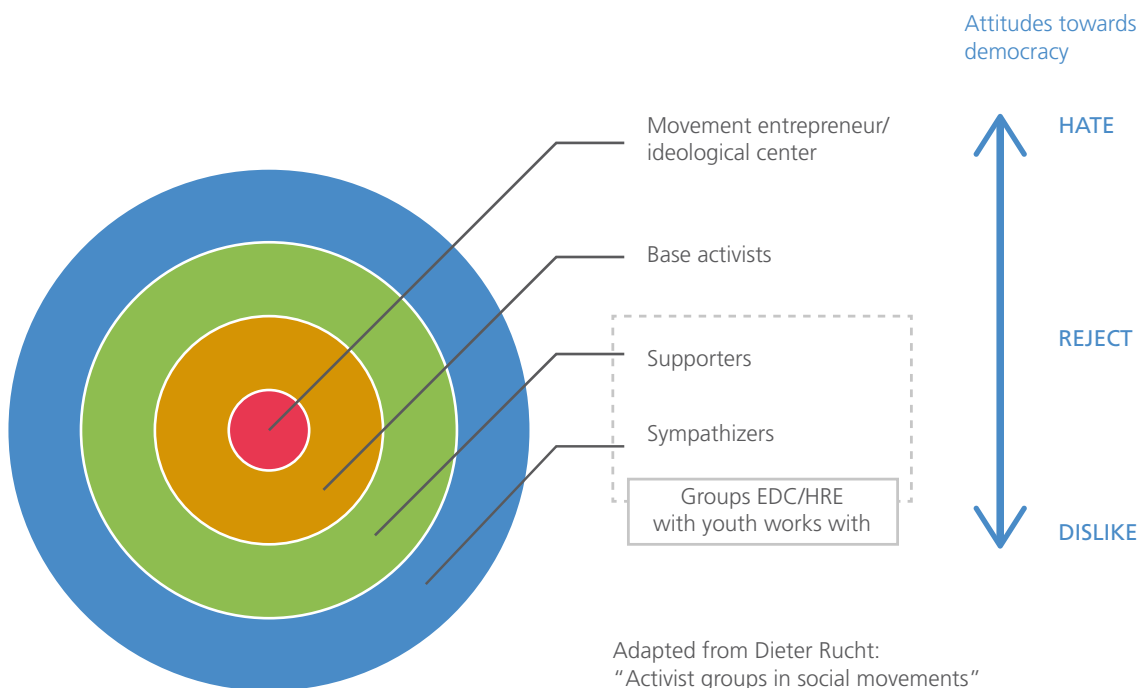 Attitudes towards
democracy
HATE
Movement entrepreneur/
ideological center
Base activists
REJECT
Supporters
Sympathizers
Groups EDC/HRE
with youth works with
DISLIKE
Adapted from Dieter Rucht:
“Activist groups in social movements”